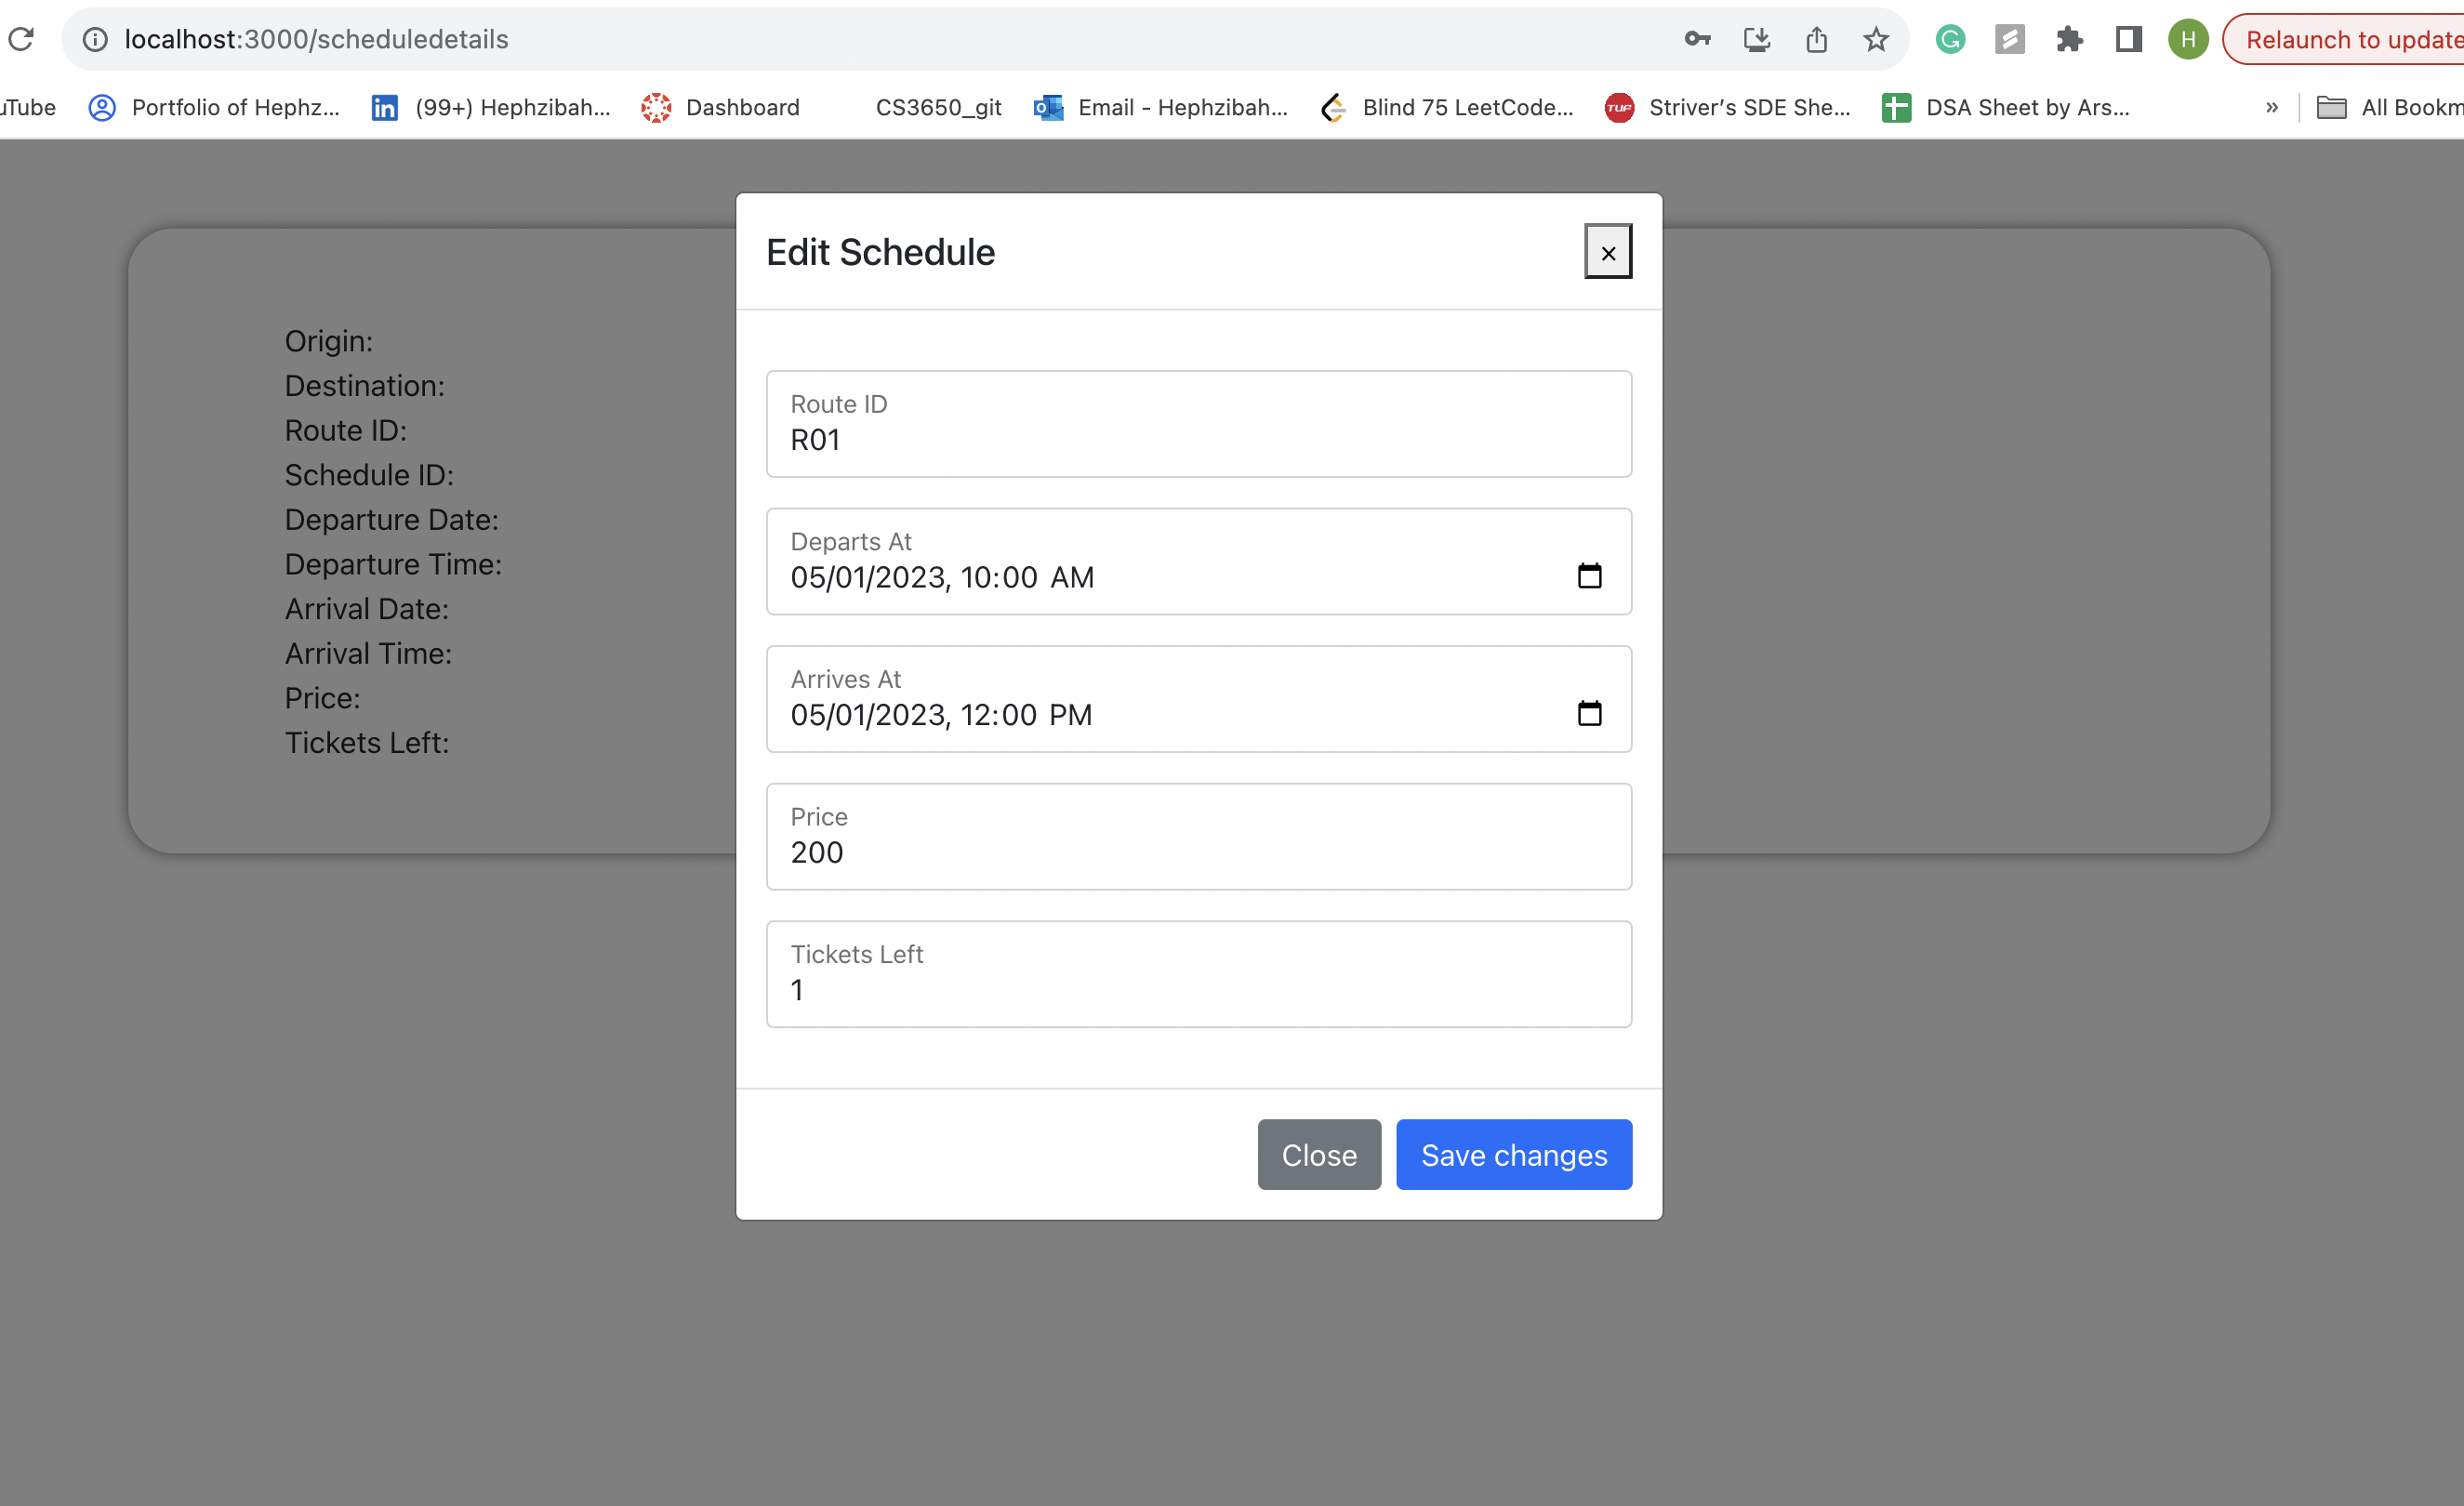 localhost:3000/scheduledetails
H
Relaunch to update
uTube
Portfolio of Hephz...
in
(99+) Hephzibah...
Dashboard
CS3650_git
Email - Hephzibah...
Blind 75 LeetCode...
TUF
Striver's SDE She...
DSA Sheet by Ars...
»
All Bookm
Edit Schedule
×
Origin:
Destination:
Route ID:
Schedule ID:
Departure Date:
Departure Time:
Arrival Date:
Arrival Time:
Price:
Tickets Left:
Route ID
R01
Departs At
05/01/2023, 10:00 AM
Arrives At
05/01/2023, 12:00 PM
Price
200
Tickets Left
1
Close
Save changes